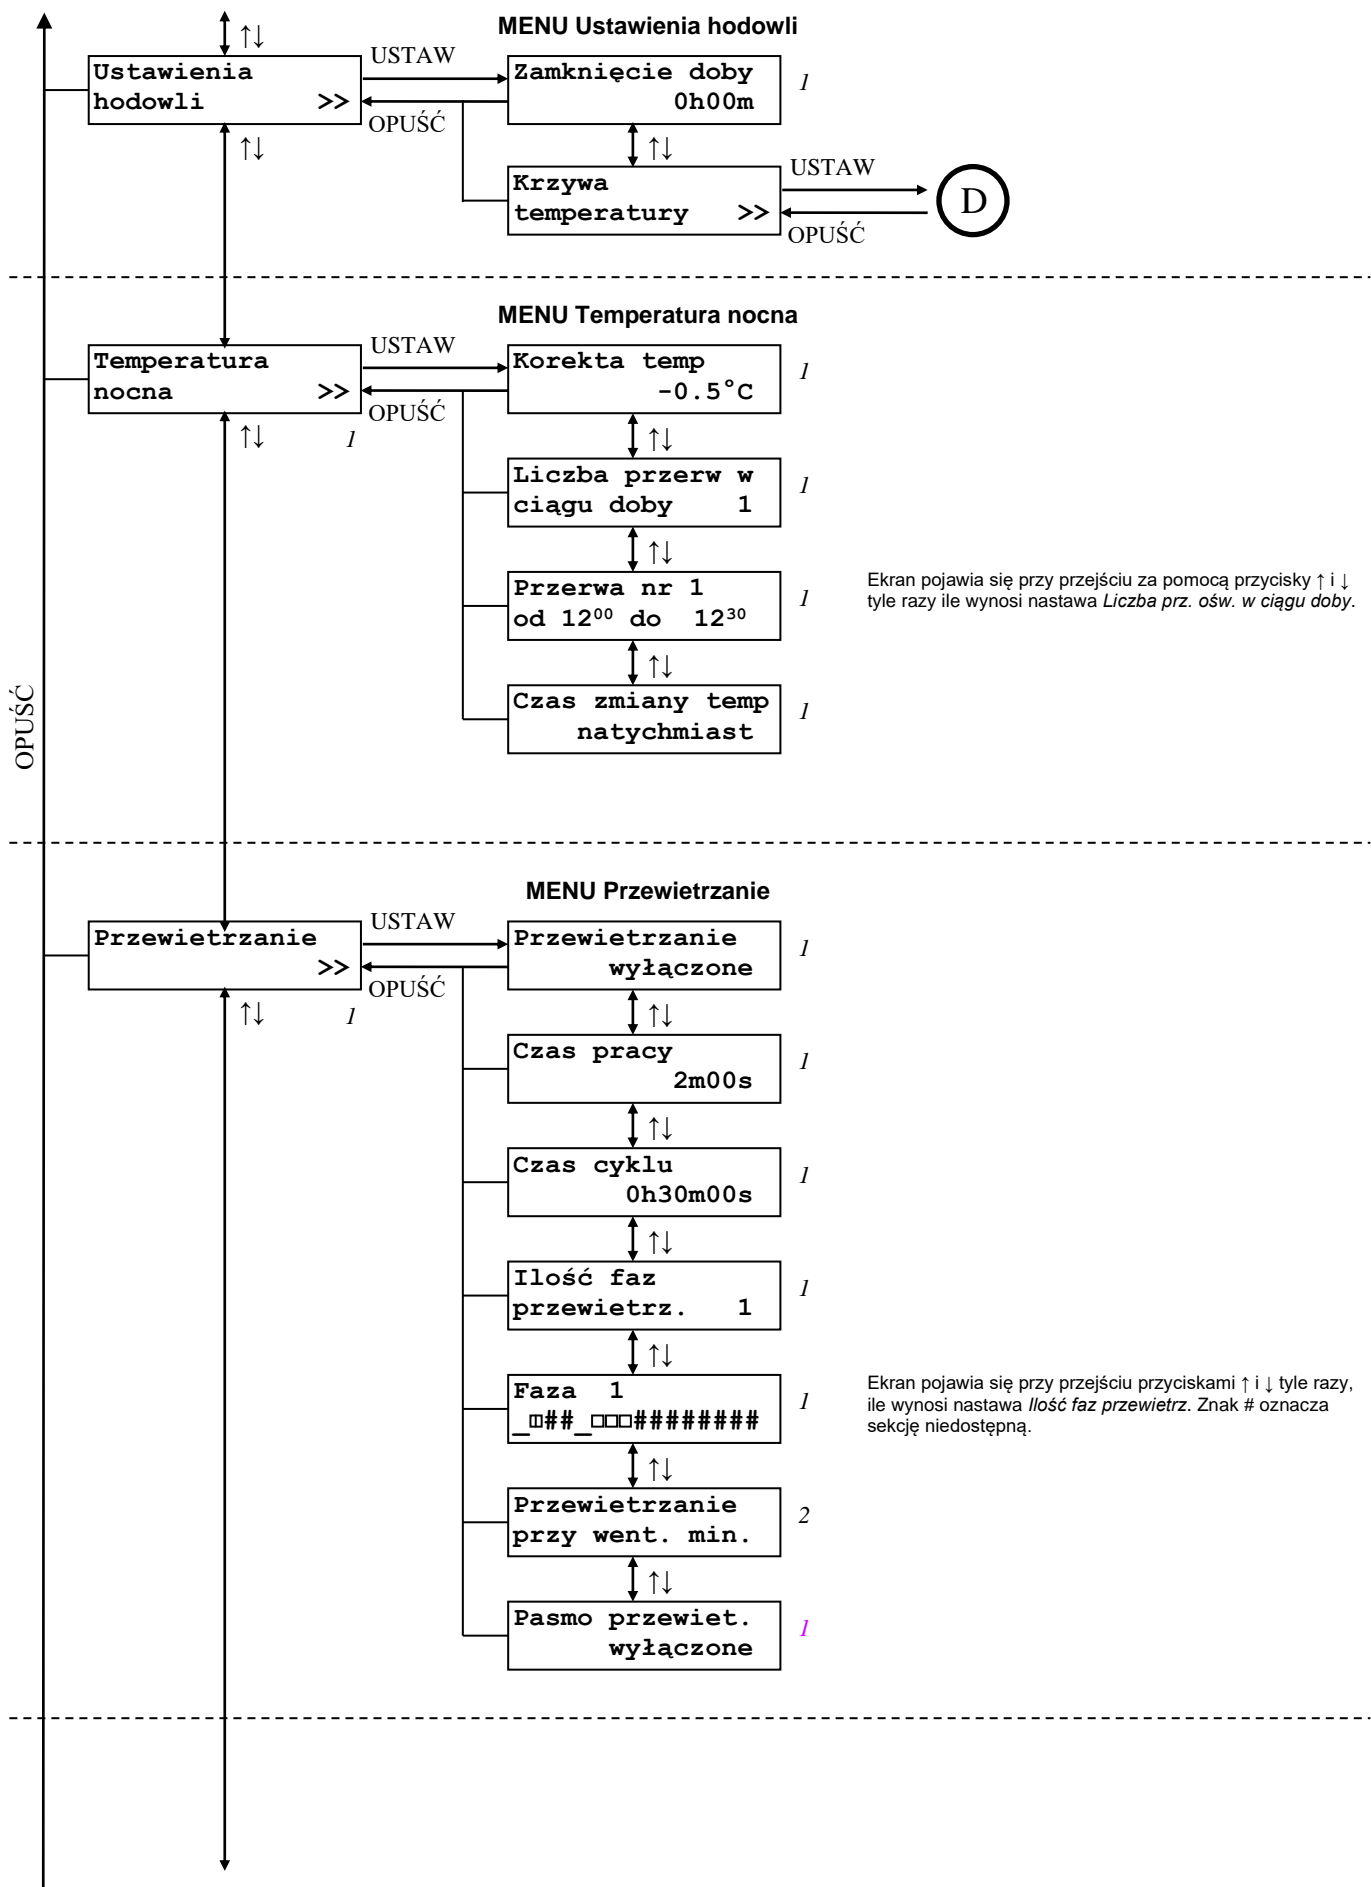 MENU Ustawienia hodowli
↑↓
USTAW
Ustawienia
hodowli >>
Zamknięcie doby
0h00m
1
OPUŚĆ
↑↓
↑↓
Krzywa
temperatury >>
USTAW
D
OPUŚĆ
MENU Temperatura nocna
USTAW
Temperatura
nocna >>
Korekta temp
-0.5°C
1
OPUŚĆ
↑↓
1
↑↓
Liczba przerw w
ciągu doby 1
1
↑↓
Przerwa nr 1
od 12⁰⁰ do 12³⁰
1
Ekran pojawia się przy przejściu za pomocą przycisky ↑ i ↓
tyle razy ile wynosi nastawa Liczba prz. ośw. w ciągu doby.
↑↓
Czas zmiany temp
natychmiast
1
OPUŚĆ
MENU Przewietrzanie
USTAW
Przewietrzanie
>>
Przewietrzanie
wyłączone
1
OPUŚĆ
↑↓
1
↑↓
Czas pracy
2m00s
1
↑↓
Czas cyklu
0h30m00s
1
↑↓
Ilość faz
przewietrz. 1
1
↑↓
Faza 1
_◫##_□□□########
1
Ekran pojawia się przy przejściu przyciskami ↑ i ↓ tyle razy,
ile wynosi nastawa Ilość faz przewietrz. Znak # oznacza
sekcję niedostępną.
↑↓
Przewietrzanie
przy went. min.
2
↑↓
Pasmo przewiet.
wyłączone
1